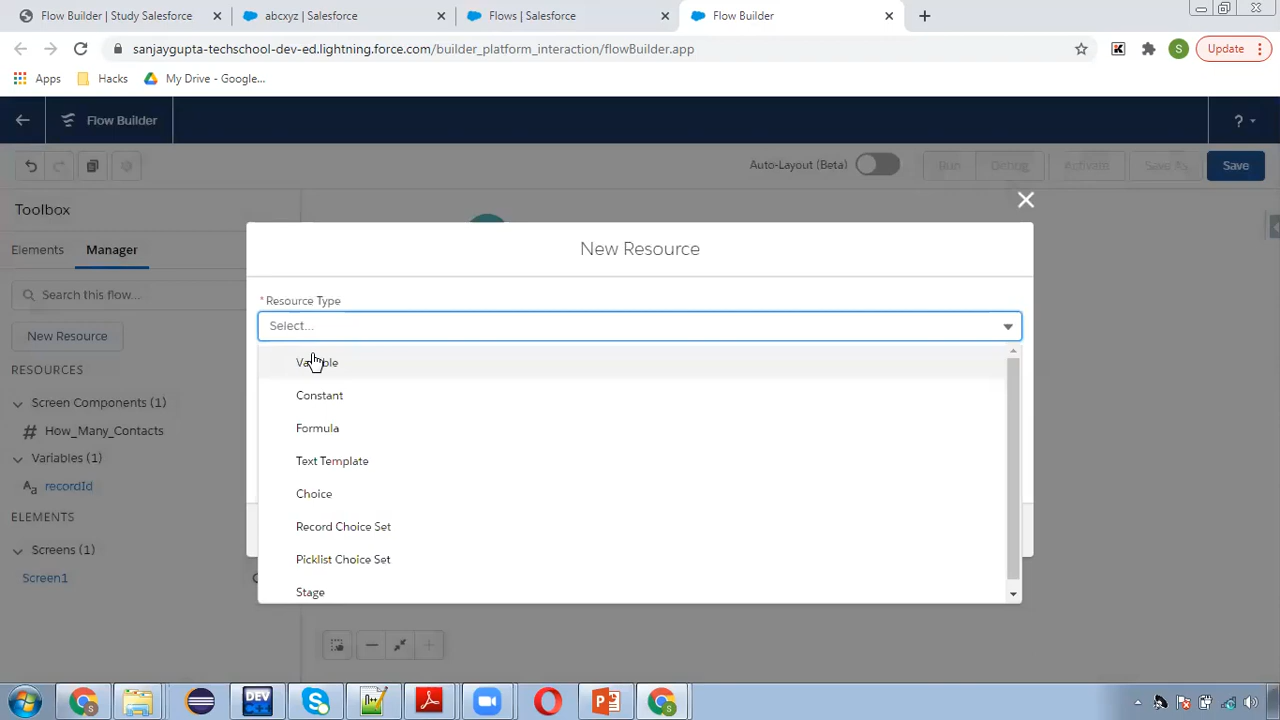 Flow Builder | Study Salesforce
abcxyz | Salesforce
Flows | Salesforce
Flow Builder
sanjaygupta-techschool-dev-ed.lightning.force.com/builder_platform_interaction/flowBuilder.app
S
Update
Apps
Hacks
My Drive - Google...
Flow Builder
?
Auto-Layout (Beta)
Run
Debug
Activate
Save As
Save
Toolbox
Elements
Manager
Search this flow...
New Resource
RESOURCES
Screen Components (1)
How_Many_Contacts
Variables (1)
recordId
ELEMENTS
Screens (1)
Screen1
New Resource
* Resource Type
Select...
Variable
Constant
Formula
Text Template
Choice
Record Choice Set
Picklist Choice Set
Stage
DEV
C++